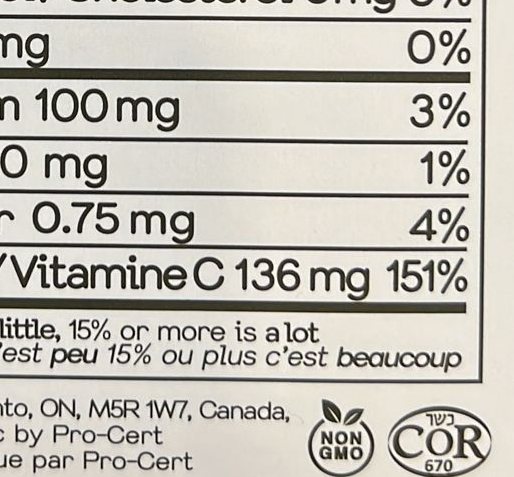 mg 0%
100 mg 3%
0 mg 1%
0.75 mg 4%
/Vitamine C 136 mg 151%
little, 15% or more is a lot
'est peu 15% ou plus c'est beaucoup
nto, ON, M5R 1W7, Canada,
by Pro-Cert
ue par Pro-Cert
NON
GMO
כשר
COR
670